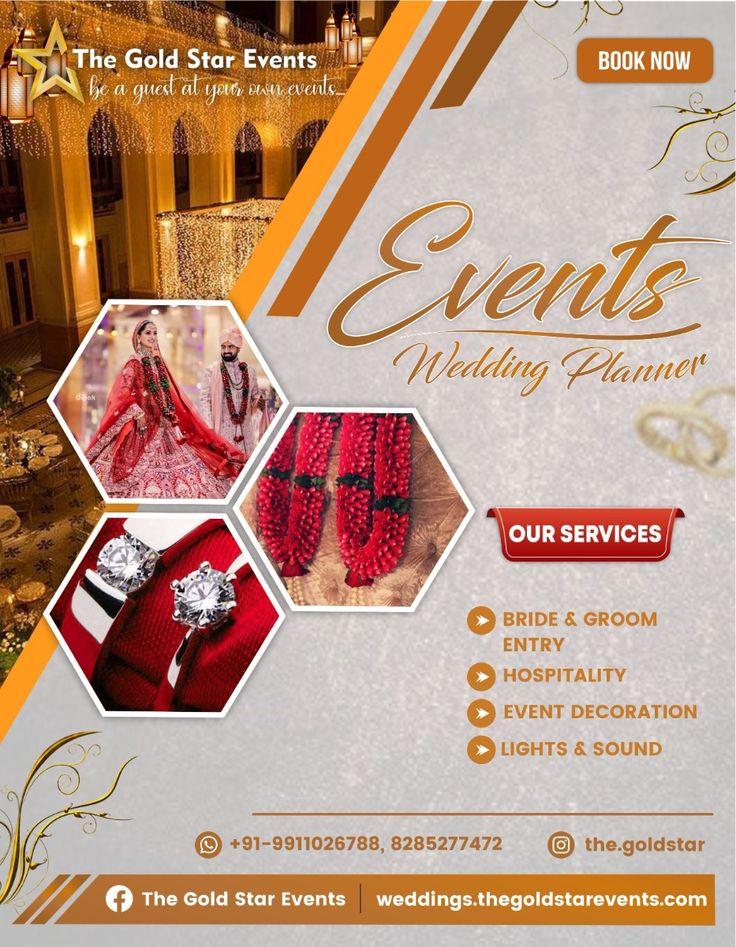 The Gold Star Events
be a guest at your own events...
BOOK NOW
Events
Wedding Planner
OUR SERVICES
BRIDE & GROOM
ENTRY
HOSPITALITY
EVENT DECORATION
LIGHTS & SOUND
+91-9911026788, 8285277472
the.goldstar
The Gold Star Events
weddings.thegoldstarevents.com